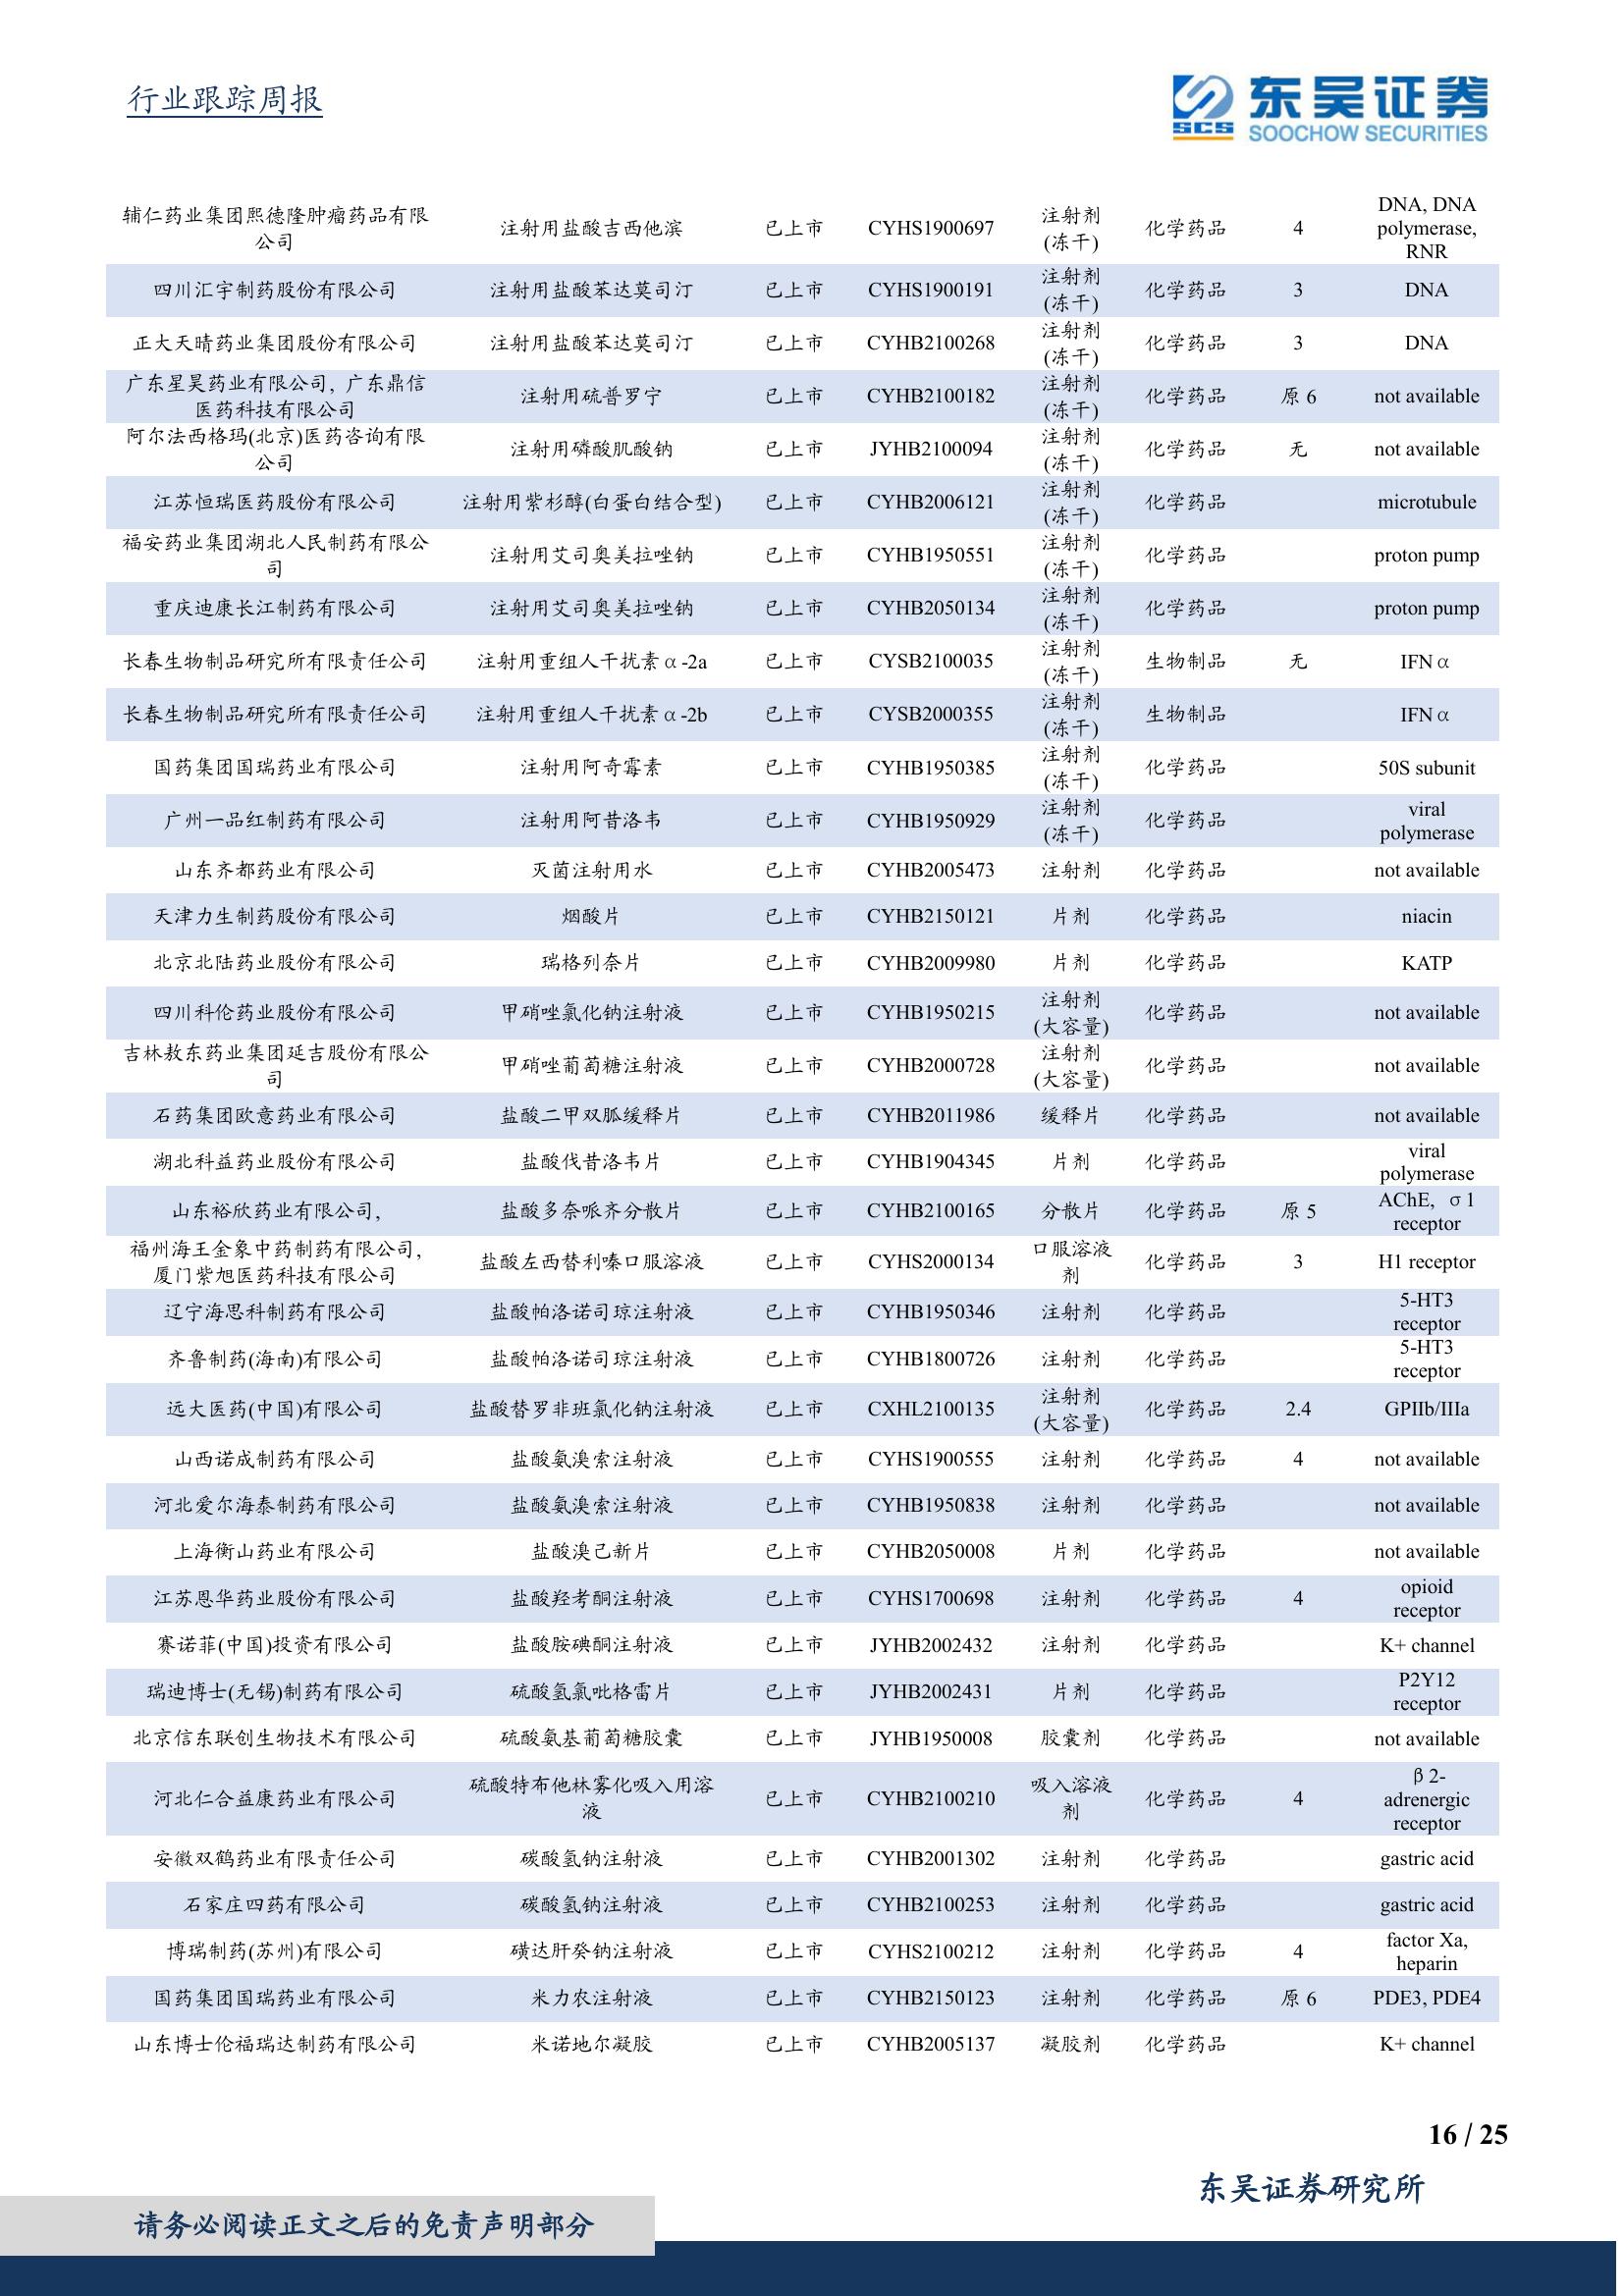 行业跟踪周报
SCS 东吴证券
SOOCHOW SECURITIES
辅仁药业集团熙德隆肿瘤药品有限公司 注射用盐酸吉西他滨 已上市 CYHS1900697 注射剂(冻干) 化学药品 4 DNA, DNA polymerase, RNR
四川汇宇制药股份有限公司 注射用盐酸苯达莫司汀 已上市 CYHS1900191 注射剂(冻干) 化学药品 3 DNA
正大天晴药业集团股份有限公司 注射用盐酸苯达莫司汀 已上市 CYHB2100268 注射剂(冻干) 化学药品 3 DNA
广东星昊药业有限公司, 广东鼎信医药科技有限公司 注射用硫普罗宁 已上市 CYHB2100182 注射剂(冻干) 化学药品 原 6 not available
阿尔法西格玛(北京)医药咨询有限公司 注射用磷酸肌酸钠 已上市 JYHB2100094 注射剂(冻干) 化学药品 无 not available
江苏恒瑞医药股份有限公司 注射用紫杉醇(白蛋白结合型) 已上市 CYHB2006121 注射剂(冻干) 化学药品 microtubule
福安药业集团湖北人民制药有限公司 注射用艾司奥美拉唑钠 已上市 CYHB1950551 注射剂(冻干) 化学药品 proton pump
重庆迪康长江制药有限公司 注射用艾司奥美拉唑钠 已上市 CYHB2050134 注射剂(冻干) 化学药品 proton pump
长春生物制品研究所有限责任公司 注射用重组人干扰素α-2a 已上市 CYSB2100035 注射剂(冻干) 生物制品 无 IFNα
长春生物制品研究所有限责任公司 注射用重组人干扰素α-2b 已上市 CYSB2000355 注射剂(冻干) 生物制品 IFNα
国药集团国瑞药业有限公司 注射用阿奇霉素 已上市 CYHB1950385 注射剂(冻干) 化学药品 50S subunit
广州一品红制药有限公司 注射用阿昔洛韦 已上市 CYHB1950929 注射剂(冻干) 化学药品 viral polymerase
山东齐都药业有限公司 灭菌注射用水 已上市 CYHB2005473 注射剂 化学药品 not available
天津力生制药股份有限公司 烟酸片 已上市 CYHB2150121 片剂 化学药品 niacin
北京北陆药业股份有限公司 瑞格列奈片 已上市 CYHB2009980 片剂 化学药品 KATP
四川科伦药业股份有限公司 甲硝唑氯化钠注射液 已上市 CYHB1950215 注射剂(大容量) 化学药品 not available
吉林敖东药业集团延吉股份有限公司 甲硝唑葡萄糖注射液 已上市 CYHB2000728 注射剂(大容量) 化学药品 not available
石药集团欧意药业有限公司 盐酸二甲双胍缓释片 已上市 CYHB2011986 缓释片 化学药品 not available
湖北科益药业股份有限公司 盐酸伐昔洛韦片 已上市 CYHB1904345 片剂 化学药品 viral polymerase
山东裕欣药业有限公司, 盐酸多奈哌齐分散片 已上市 CYHB2100165 分散片 化学药品 原 5 AChE, σ1 receptor
福州海王金象中药制药有限公司, 厦门紫旭医药科技有限公司 盐酸左西替利嗪口服溶液 已上市 CYHS2000134 口服溶液剂 化学药品 3 H1 receptor
辽宁海思科制药有限公司 盐酸帕洛诺司琼注射液 已上市 CYHB1950346 注射剂 化学药品 5-HT3 receptor
齐鲁制药(海南)有限公司 盐酸帕洛诺司琼注射液 已上市 CYHB1800726 注射剂 化学药品 5-HT3 receptor
远大医药(中国)有限公司 盐酸替罗非班氯化钠注射液 已上市 CXHL2100135 注射剂(大容量) 化学药品 2.4 GPIIb/IIIa
山西诺成制药有限公司 盐酸氨溴索注射液 已上市 CYHS1900555 注射剂 化学药品 4 not available
河北爱尔海泰制药有限公司 盐酸氨溴索注射液 已上市 CYHB1950838 注射剂 化学药品 not available
上海衡山药业有限公司 盐酸溴己新片 已上市 CYHB2050008 片剂 化学药品 not available
江苏恩华药业股份有限公司 盐酸羟考酮注射液 已上市 CYHS1700698 注射剂 化学药品 4 opioid receptor
赛诺菲(中国)投资有限公司 盐酸胺碘酮注射液 已上市 JYHB2002432 注射剂 化学药品 K+ channel
瑞迪博士(无锡)制药有限公司 硫酸氢氯吡格雷片 已上市 JYHB2002431 片剂 化学药品 P2Y12 receptor
北京信东联创生物技术有限公司 硫酸氨基葡萄糖胶囊 已上市 JYHB1950008 胶囊剂 化学药品 not available
河北仁合益康药业有限公司 硫酸特布他林雾化吸入用溶液 已上市 CYHB2100210 吸入溶液剂 化学药品 4 β2-adrenergic receptor
安徽双鹤药业有限责任公司 碳酸氢钠注射液 已上市 CYHB2001302 注射剂 化学药品 gastric acid
石家庄四药有限公司 碳酸氢钠注射液 已上市 CYHB2100253 注射剂 化学药品 gastric acid
博瑞制药(苏州)有限公司 磺达肝癸钠注射液 已上市 CYHS2100212 注射剂 化学药品 4 factor Xa, heparin
国药集团国瑞药业有限公司 米力农注射液 已上市 CYHB2150123 注射剂 化学药品 原 6 PDE3, PDE4
山东博士伦福瑞达制药有限公司 米诺地尔凝胶 已上市 CYHB2005137 凝胶剂 化学药品 K+ channel
16 / 25
东吴证券研究所
请务必阅读正文之后的免责声明部分